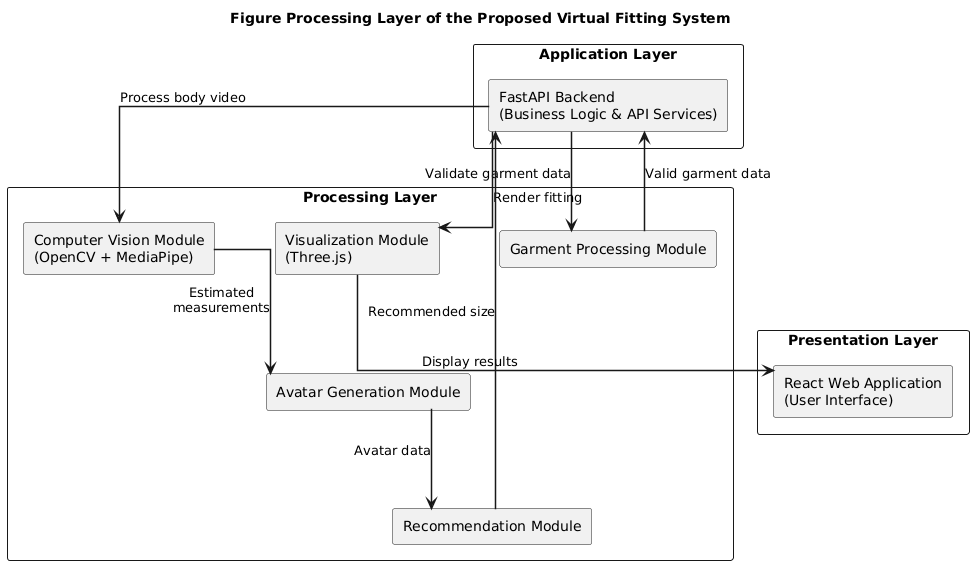 Figure Processing Layer of the Proposed Virtual Fitting System
Application Layer
FastAPI Backend
(Business Logic & API Services)
Process body video
Validate garment data
Valid garment data
Render fitting
Processing Layer
Computer Vision Module
(OpenCV + MediaPipe)
Visualization Module
(Three.js)
Garment Processing Module
Estimated
measurements
Recommended size
Display results
Presentation Layer
React Web Application
(User Interface)
Avatar Generation Module
Avatar data
Recommendation Module